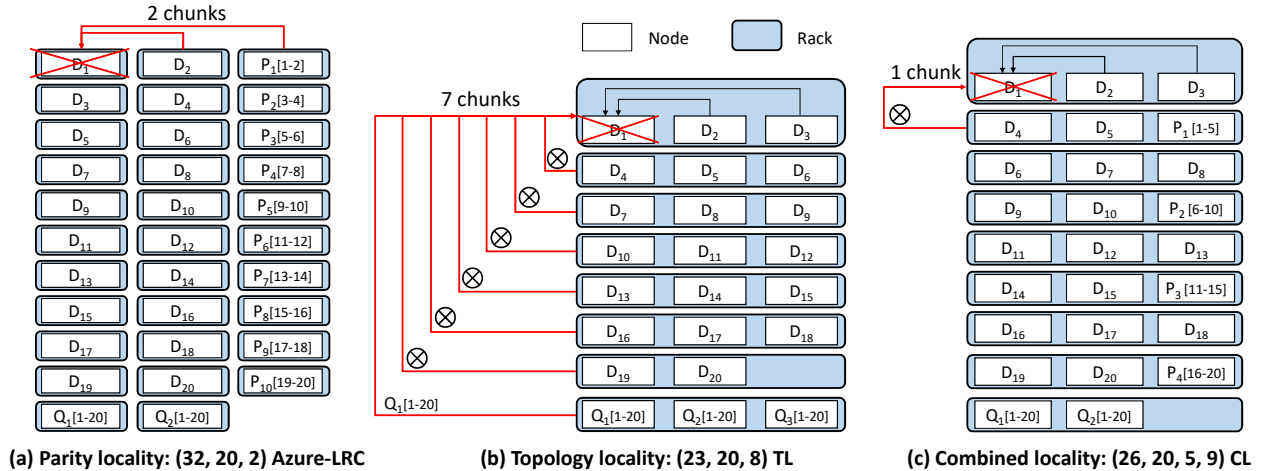 2 chunks
D₁ D₂ P₁[1-2]
D₃ D₄ P₂[3-4]
D₅ D₆ P₃[5-6]
D₇ D₈ P₄[7-8]
D₉ D₁₀ P₅[9-10]
D₁₁ D₁₂ P₆[11-12]
D₁₃ D₁₄ P₇[13-14]
D₁₅ D₁₆ P₈[15-16]
D₁₇ D₁₈ P₉[17-18]
D₁₉ D₂₀ P₁₀[19-20]
Q₁[1-20] Q₂[1-20]
(a) Parity locality: (32, 20, 2) Azure-LRC
Node Rack
7 chunks
D₁ D₂ D₃
D₄ D₅ D₆
D₇ D₈ D₉
D₁₀ D₁₁ D₁₂
D₁₃ D₁₄ D₁₅
D₁₆ D₁₇ D₁₈
D₁₉ D₂₀
Q₁[1-20]
Q₁[1-20] Q₂[1-20] Q₃[1-20]
(b) Topology locality: (23, 20, 8) TL
1 chunk
D₁ D₂ D₃
D₄ D₅ P₁ [1-5]
D₆ D₇ D₈
D₉ D₁₀ P₂ [6-10]
D₁₁ D₁₂ D₁₃
D₁₄ D₁₅ P₃ [11-15]
D₁₆ D₁₇ D₁₈
D₁₉ D₂₀ P₄[16-20]
Q₁[1-20] Q₂[1-20]
(c) Combined locality: (26, 20, 5, 9) CL